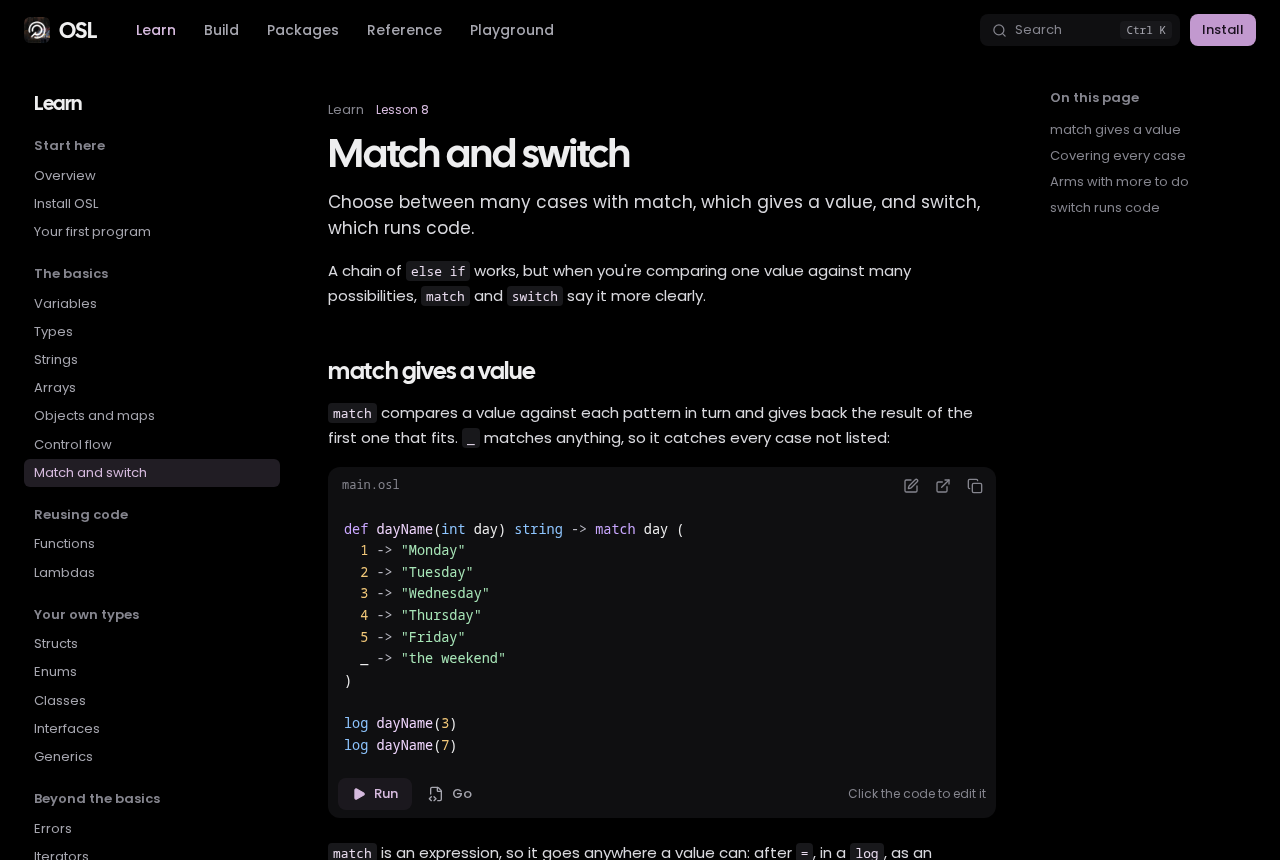 OSL
Learn
Build
Packages
Reference
Playground
Search
Ctrl K
Install
Learn
Start here
Overview
Install OSL
Your first program
The basics
Variables
Types
Strings
Arrays
Objects and maps
Control flow
Match and switch
Reusing code
Functions
Lambdas
Your own types
Structs
Enums
Classes
Interfaces
Generics
Beyond the basics
Errors
Iterators
Learn Lesson 8
Match and switch
Choose between many cases with match, which gives a value, and switch,
which runs code.
A chain of else if works, but when you're comparing one value against many
possibilities, match and switch say it more clearly.
match gives a value
match compares a value against each pattern in turn and gives back the result of the
first one that fits. _ matches anything, so it catches every case not listed:
main.osl
def dayName(int day) string -> match day (
  1 -> "Monday"
  2 -> "Tuesday"
  3 -> "Wednesday"
  4 -> "Thursday"
  5 -> "Friday"
  _ -> "the weekend"
)
log dayName(3)
log dayName(7)
Run
Go
Click the code to edit it
match is an expression, so it goes anywhere a value can: after =, in a log, as an
On this page
match gives a value
Covering every case
Arms with more to do
switch runs code